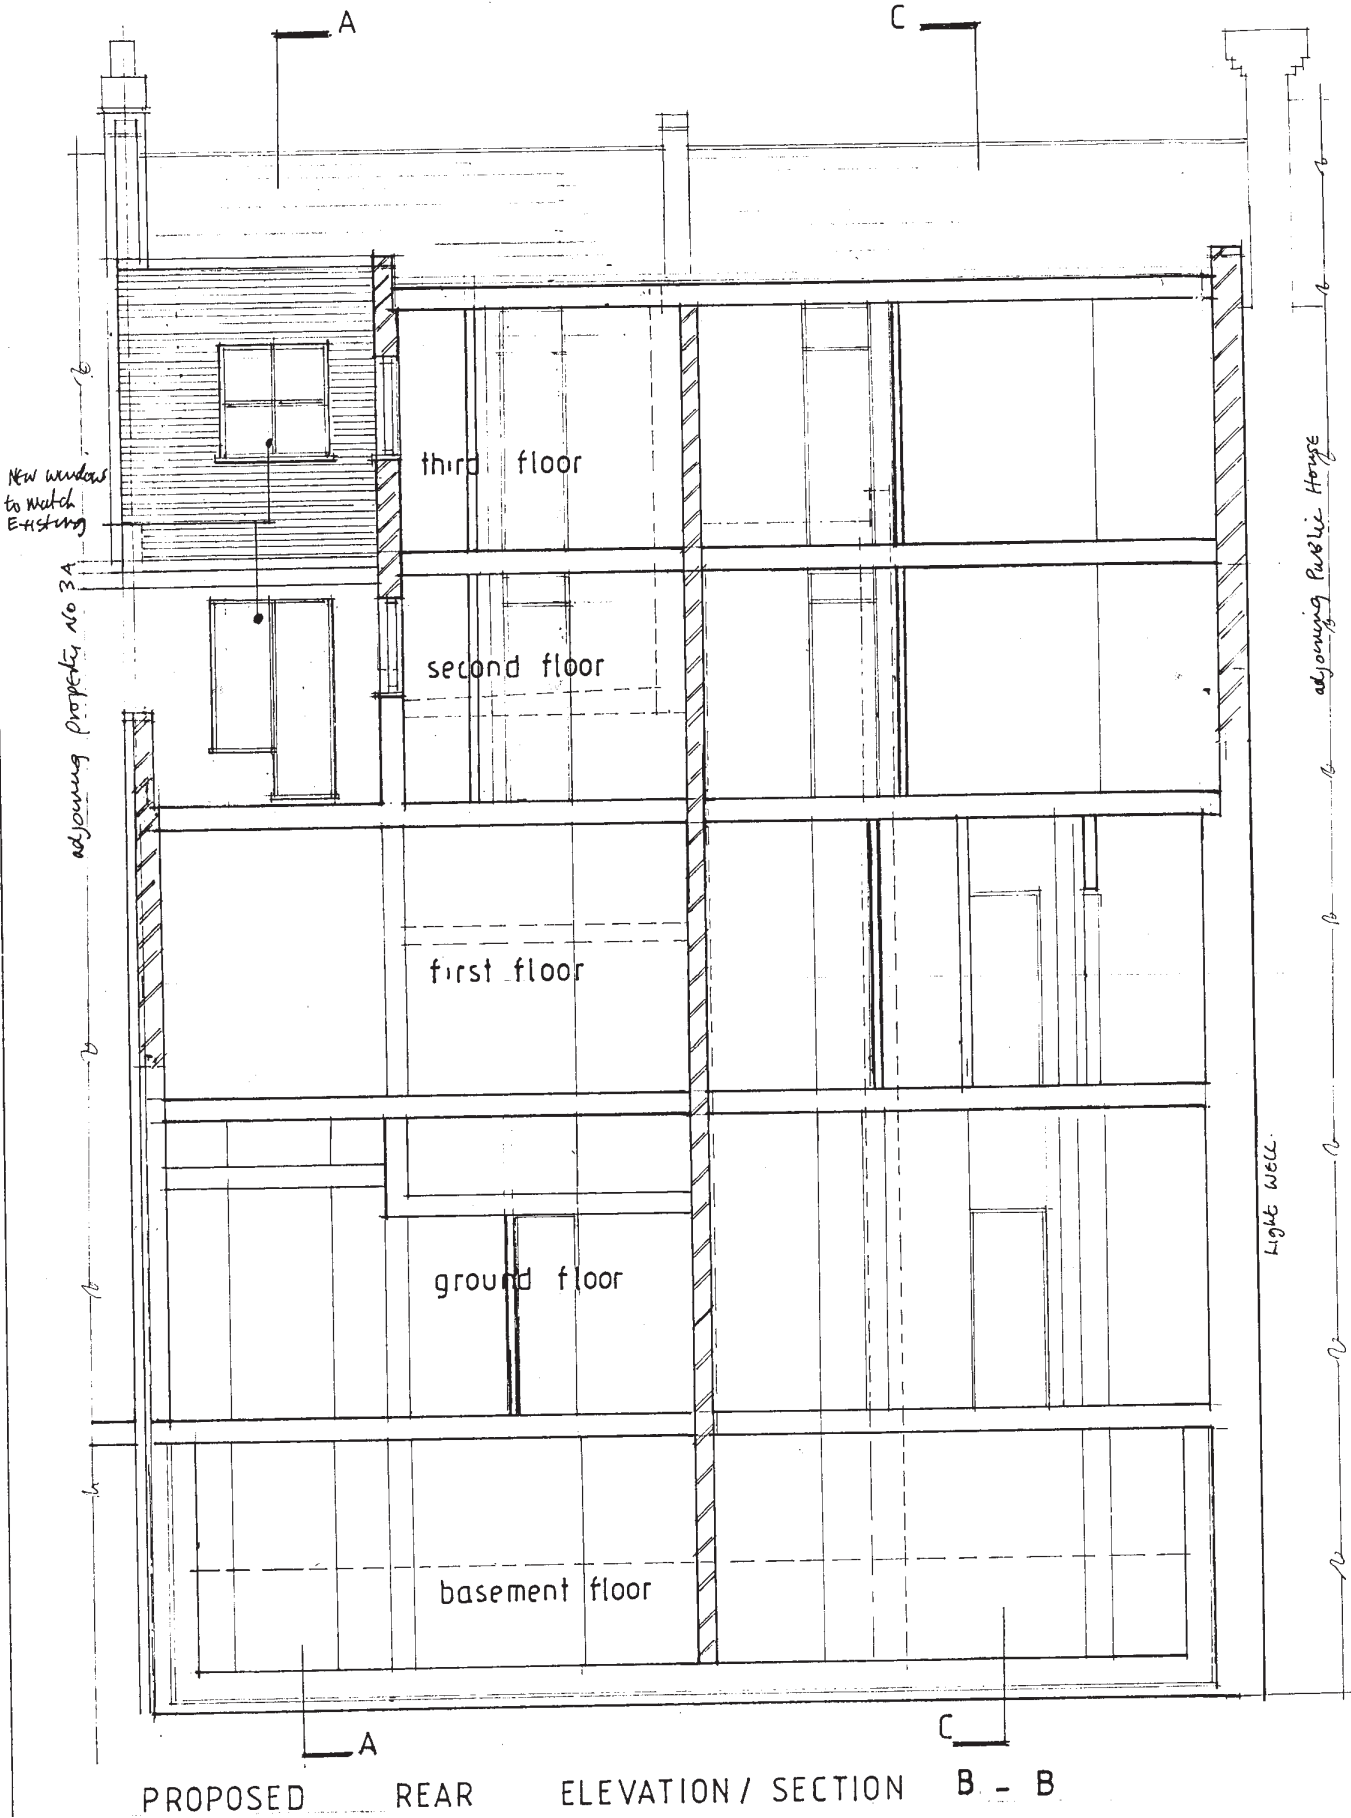 A
C
third floor
New windows
to match
Existing
second floor
adjoining Property No 34
adjoining Public House
first floor
Light Well.
ground floor
basement floor
A
C
PROPOSED REAR ELEVATION / SECTION B - B